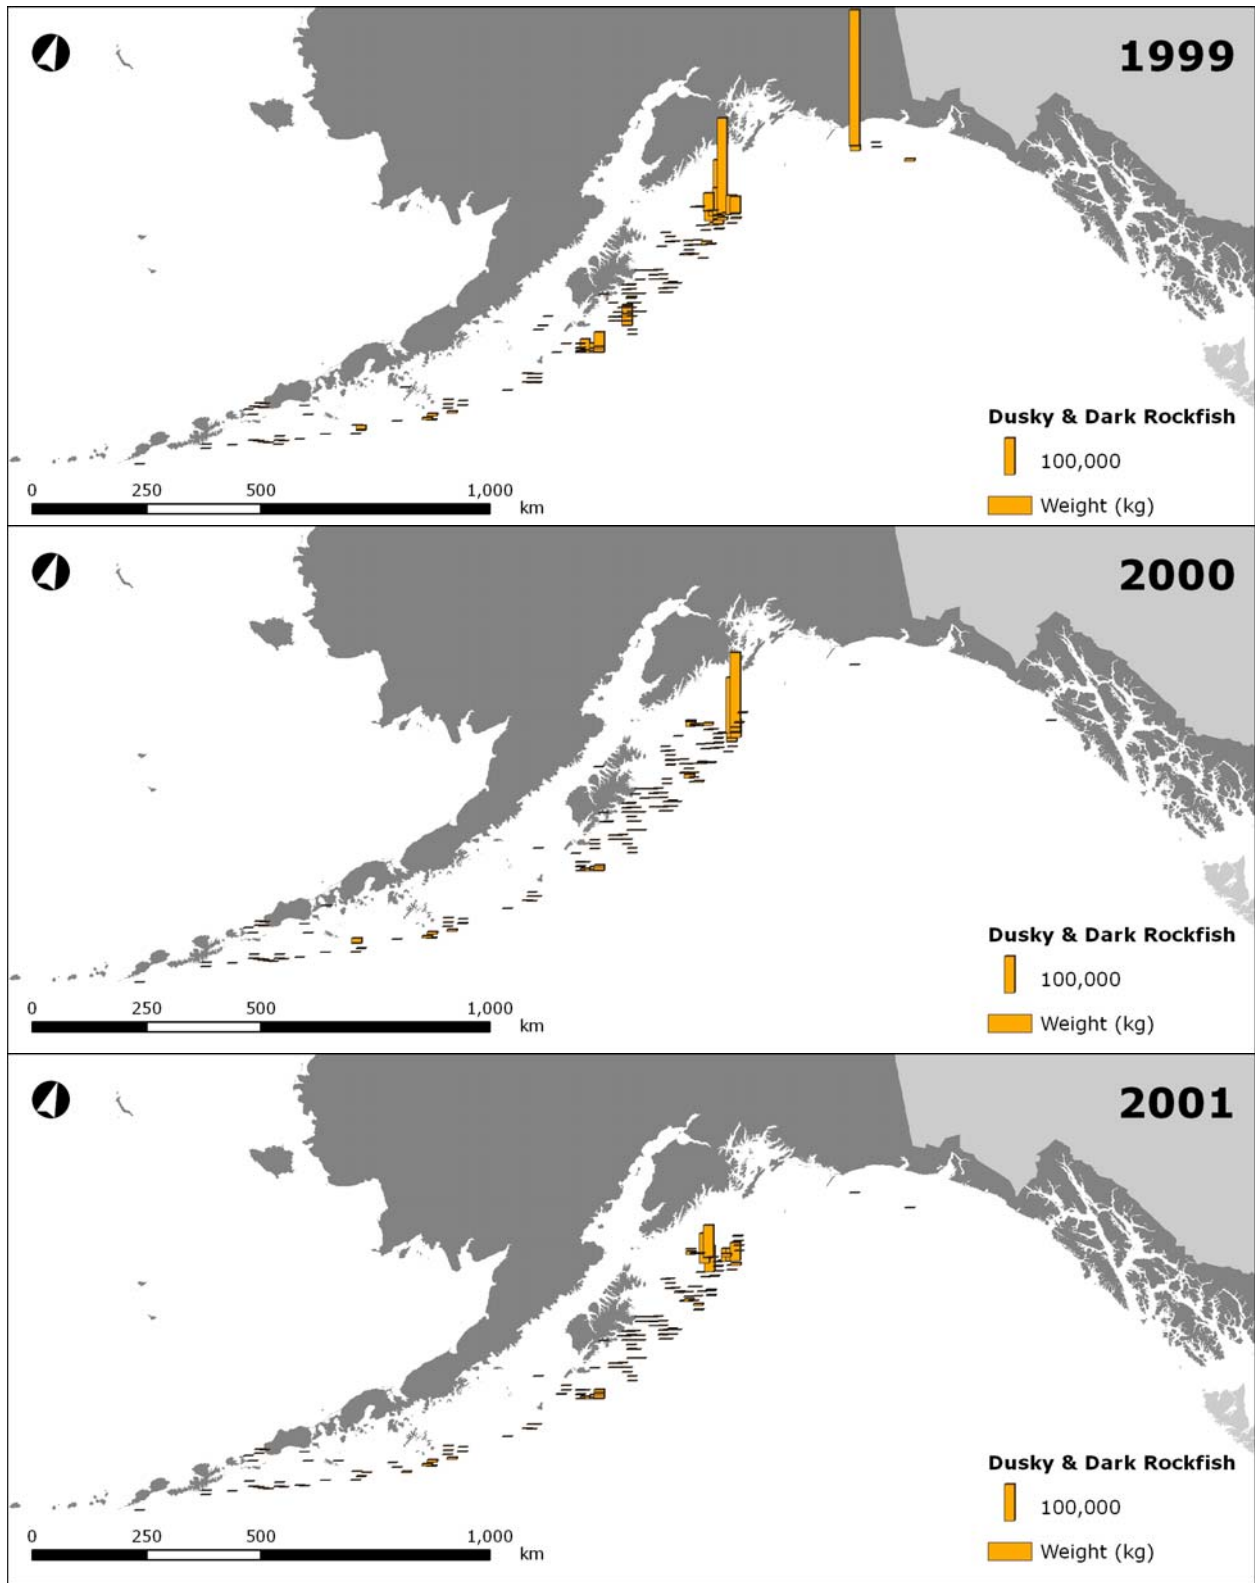 1999
Dusky & Dark Rockfish
100,000
Weight (kg)
0 250 500 1,000
km
2000
Dusky & Dark Rockfish
100,000
Weight (kg)
0 250 500 1,000
km
2001
Dusky & Dark Rockfish
100,000
Weight (kg)
0 250 500 1,000
km